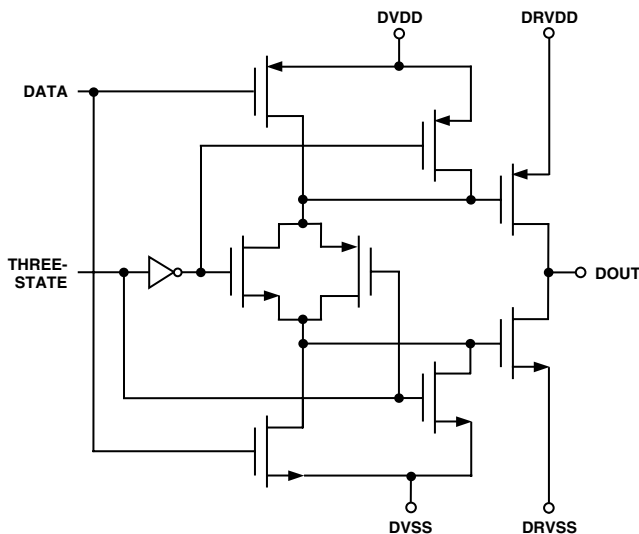 DVDD
DRVDD
DATA
THREE-
STATE
DOUT
DVSS
DRVSS